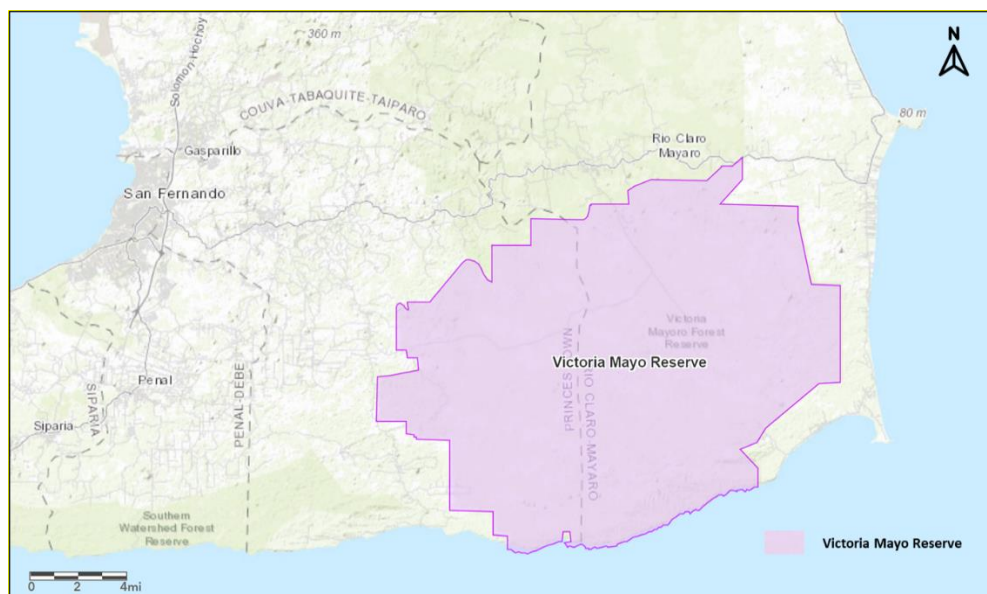 N
360 m
Solomon Hochoy
COUVA-TABAQUITE-TAIPARO
80 m
Gasparillo
Rio Claro
Mayaro
San Fernando
Victoria
Mayoro Forest
Reserve
Victoria Mayo Reserve
PRINCES TOWN
RIO CLARO MAYARO
Penal
SIPARIA
PENAL-DEBE
Siparia
Southern
Watershed Forest
Reserve
Victoria Mayo Reserve
0 2 4mi